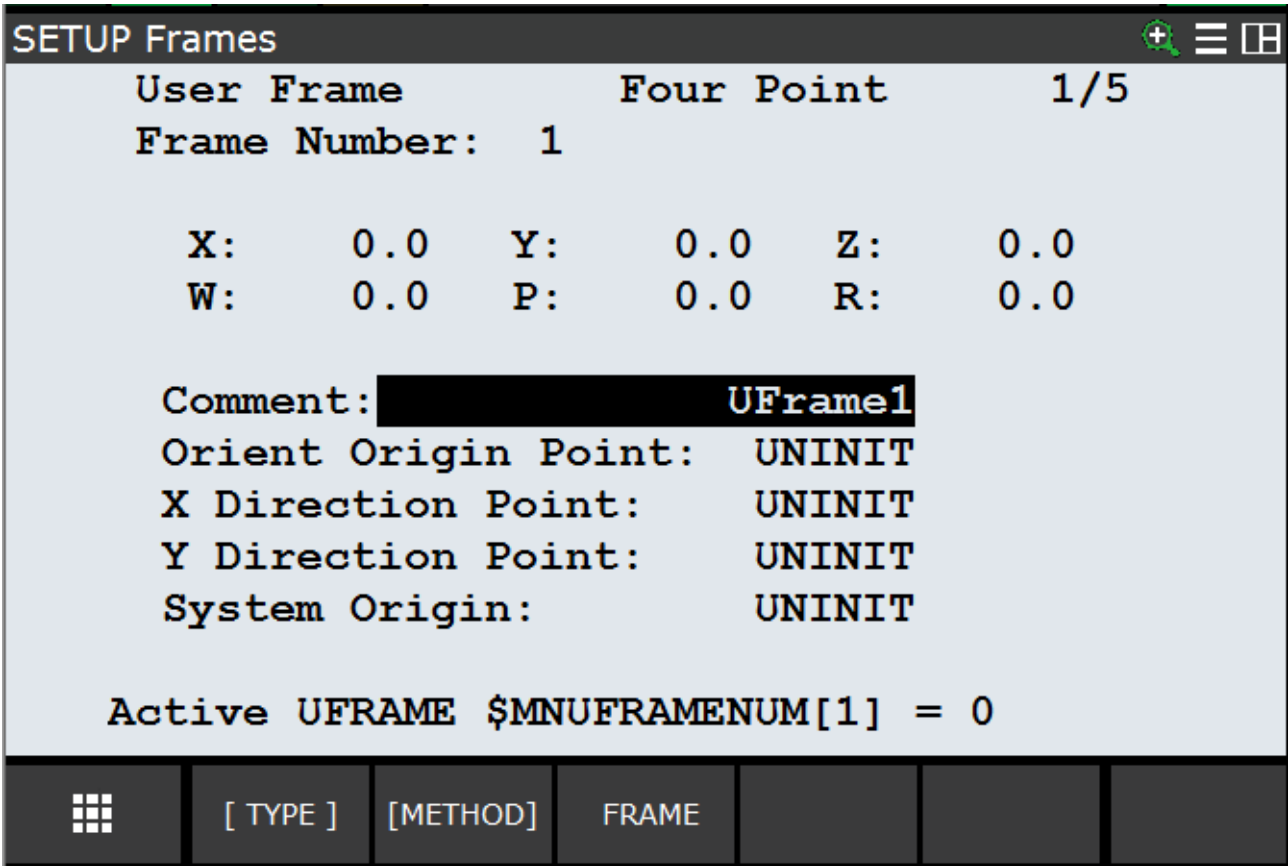 SETUP Frames
User Frame Four Point 1/5
Frame Number: 1
X: 0.0 Y: 0.0 Z: 0.0
W: 0.0 P: 0.0 R: 0.0
Comment: UFrame1
Orient Origin Point: UNINIT
X Direction Point: UNINIT
Y Direction Point: UNINIT
System Origin: UNINIT
Active UFRAME $MNUFRAMENUM[1] = 0
[ TYPE ] [METHOD] FRAME